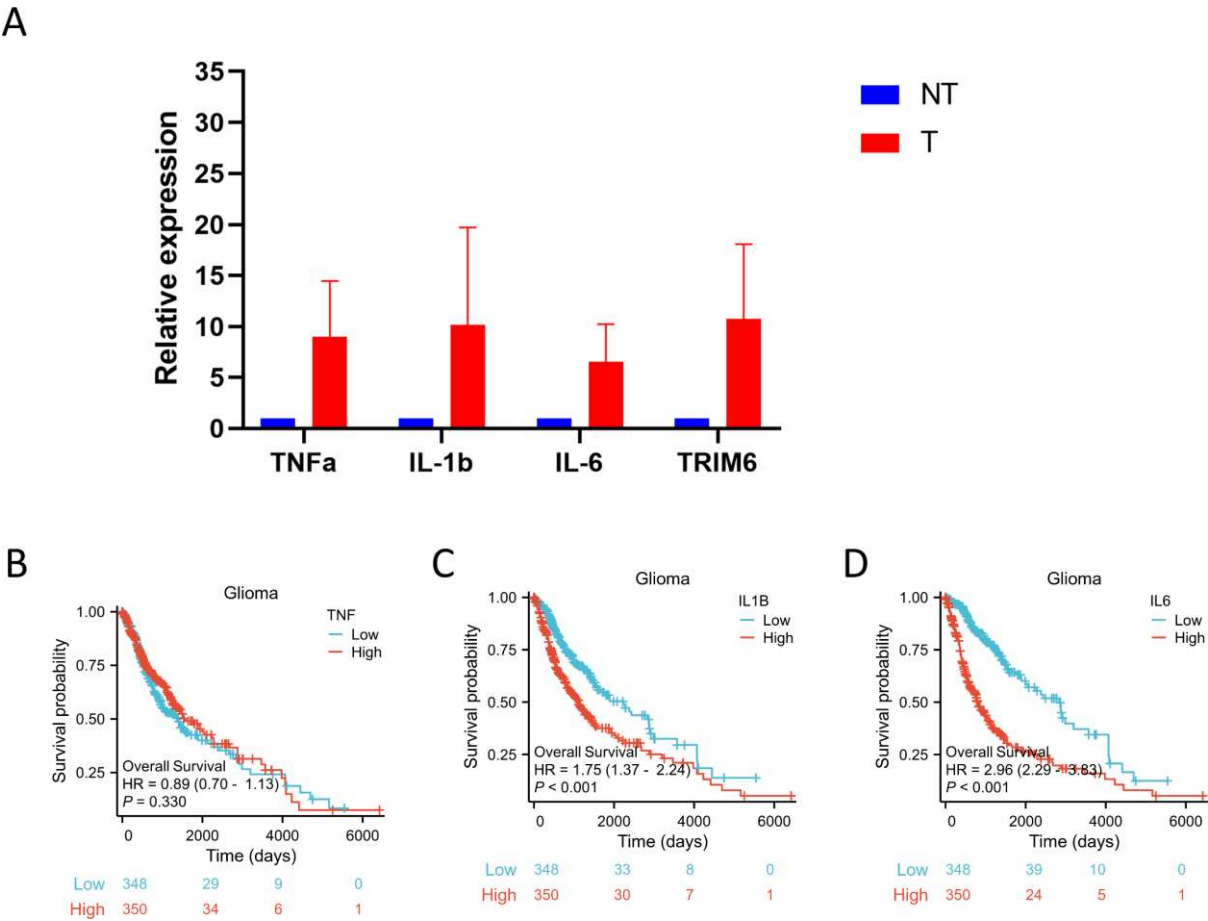 A
35
30
25
20
15
10
5
0
Relative expression
TNFa IL-1b IL-6 TRIM6
NT
T
B
Glioma
TNF
Low
High
1.00
0.75
0.50
0.25
Survival probability
Overall Survival
HR = 0.89 (0.70 - 1.13)
P = 0.330
0 2000 4000 6000
Time (days)
Low 348 29 9 0
High 350 34 6 1
C
Glioma
IL1B
Low
High
1.00
0.75
0.50
0.25
Survival probability
Overall Survival
HR = 1.75 (1.37 - 2.24)
P < 0.001
0 2000 4000 6000
Time (days)
Low 348 33 8 0
High 350 30 7 1
D
Glioma
IL6
Low
High
1.00
0.75
0.50
0.25
Survival probability
Overall Survival
HR = 2.96 (2.29 - 3.83)
P < 0.001
0 2000 4000 6000
Time (days)
Low 348 39 10 0
High 350 24 5 1